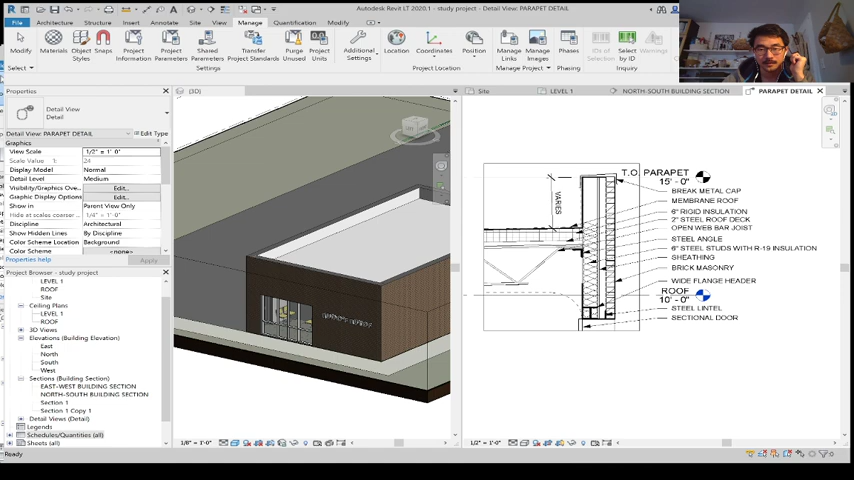 Autodesk Revit LT 2020.1 - study project - Detail View: PARAPET DETAIL
File Architecture Structure Insert Annotate View Manage Quantification Modify
Modify Materials Object Styles Snaps Project Information Project Parameters Shared Parameters Transfer Project Standards Purge Unused Project Units Additional Settings Location Coordinates Position Manage Links Manage Images Phases IDs of Selection Select by ID Warnings
Select Settings Project Location Manage Project Phasing Inquiry
Properties
(3D)
Site
LEVEL 1
NORTH-SOUTH BUILDING SECTION
PARAPET DETAIL
Detail View
Detail View
Detail View: PARAPET DETAIL Edit Type
Graphics
View Scale 1/2" = 1'-0"
Scale Value 1: 24
Display Model Normal
Detail Level Medium
Visibility/Graphics Ove... Edit...
Graphic Display Options Edit...
Show in Parent View Only
Hide at scales coarser ... 1/4" = 1'-0"
Discipline Architectural
Show Hidden Lines By Discipline
Color Scheme Location Background
Color Scheme <none>
Properties help Apply
Project Browser - study project
LEVEL 1
ROOF
Site
Ceiling Plans
LEVEL 1
ROOF
3D Views
Elevations (Building Elevation)
East
North
South
West
Sections (Building Section)
EAST-WEST BUILDING SECTION
NORTH-SOUTH BUILDING SECTION
Section 1
Section 1 Copy 1
Detail Views (Detail)
Legends
Schedules/Quantities (all)
Sheets (all)
T.O. PARAPET
15' - 0"
BREAK METAL CAP
MEMBRANE ROOF
VARIES
6" RIGID INSULATION
2" STEEL ROOF DECK
OPEN WEB BAR JOIST
STEEL ANGLE
6" STEEL STUDS WITH R-19 INSULATION
SHEATHING
BRICK MASONRY
WIDE FLANGE HEADER
ROOF
10' - 0"
STEEL LINTEL
SECTIONAL DOOR
1/8" = 1'-0"
1/2" = 1'-0"
Ready